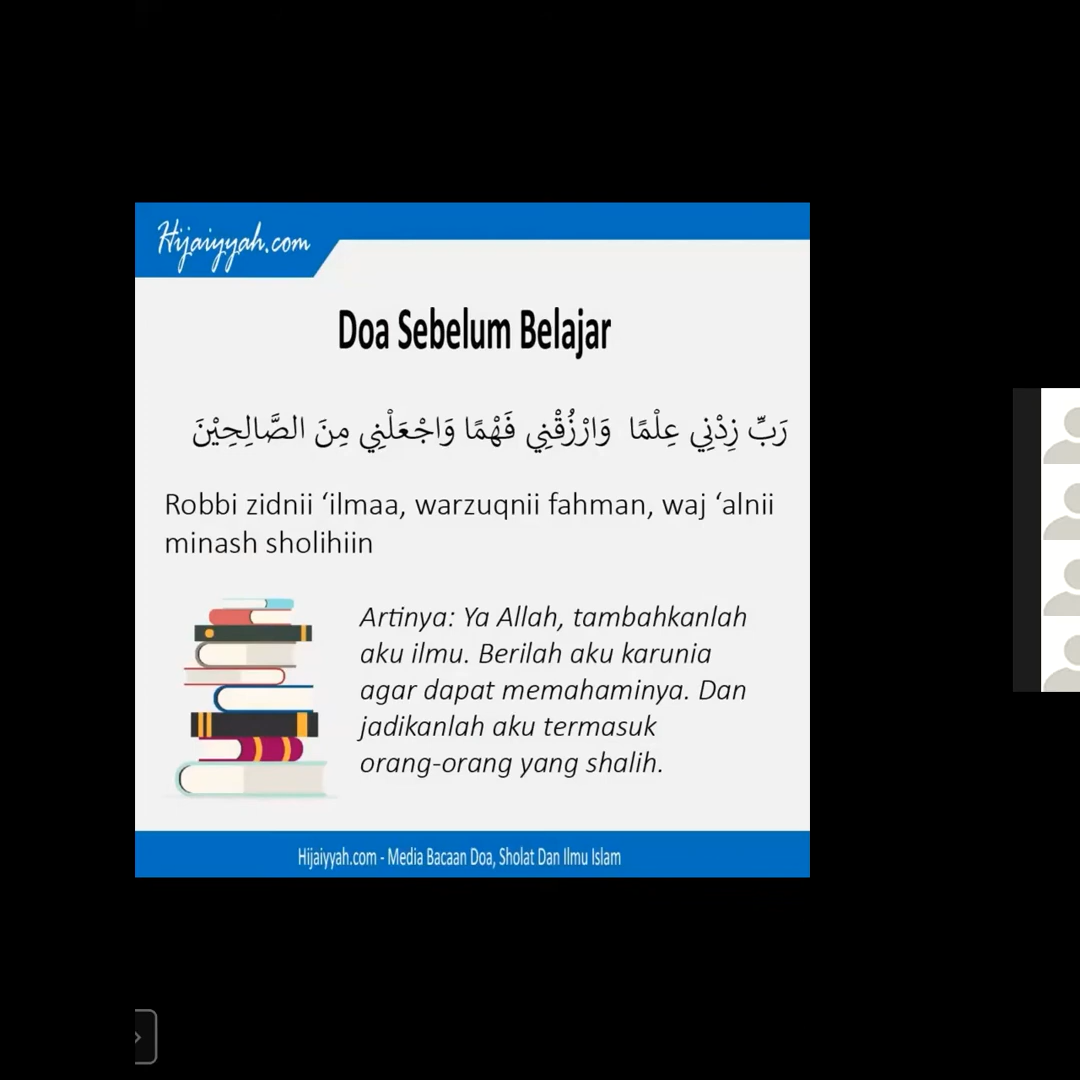 Hijaiyyah.com
Doa Sebelum Belajar
رَبِّ زِدْنِي عِلْمًا وَارْزُقْنِي فَهْمًا وَاجْعَلْنِي مِنَ الصَّالِحِيْنَ
Robbi zidnii ‘ilmaa, warzuqnii fahman, waj ‘alnii
minash sholihiin
Artinya: Ya Allah, tambahkanlah
aku ilmu. Berilah aku karunia
agar dapat memahaminya. Dan
jadikanlah aku termasuk
orang-orang yang shalih.
Hijaiyyah.com - Media Bacaan Doa, Sholat Dan Ilmu Islam